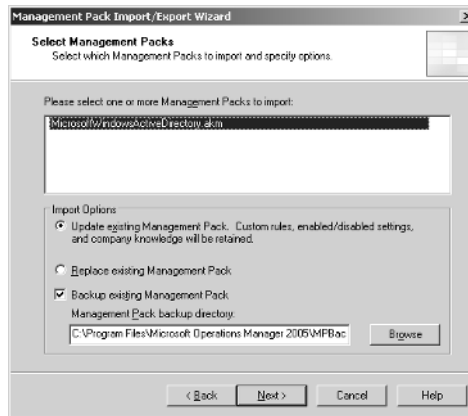 Management Pack Import/Export Wizard
Select Management Packs
Select which Management Packs to import and specify options.
Please select one or more Management Packs to import:
MicrosoftWindowsActiveDirectory.akm
Import Options
Update existing Management Pack. Custom rules, enabled/disabled settings,
and company knowledge will be retained.
Replace existing Management Pack
Backup existing Management Pack
Management Pack backup directory:
C:\Program Files\Microsoft Operations Manager 2005\MPBac
Browse
< Back
Next >
Cancel
Help